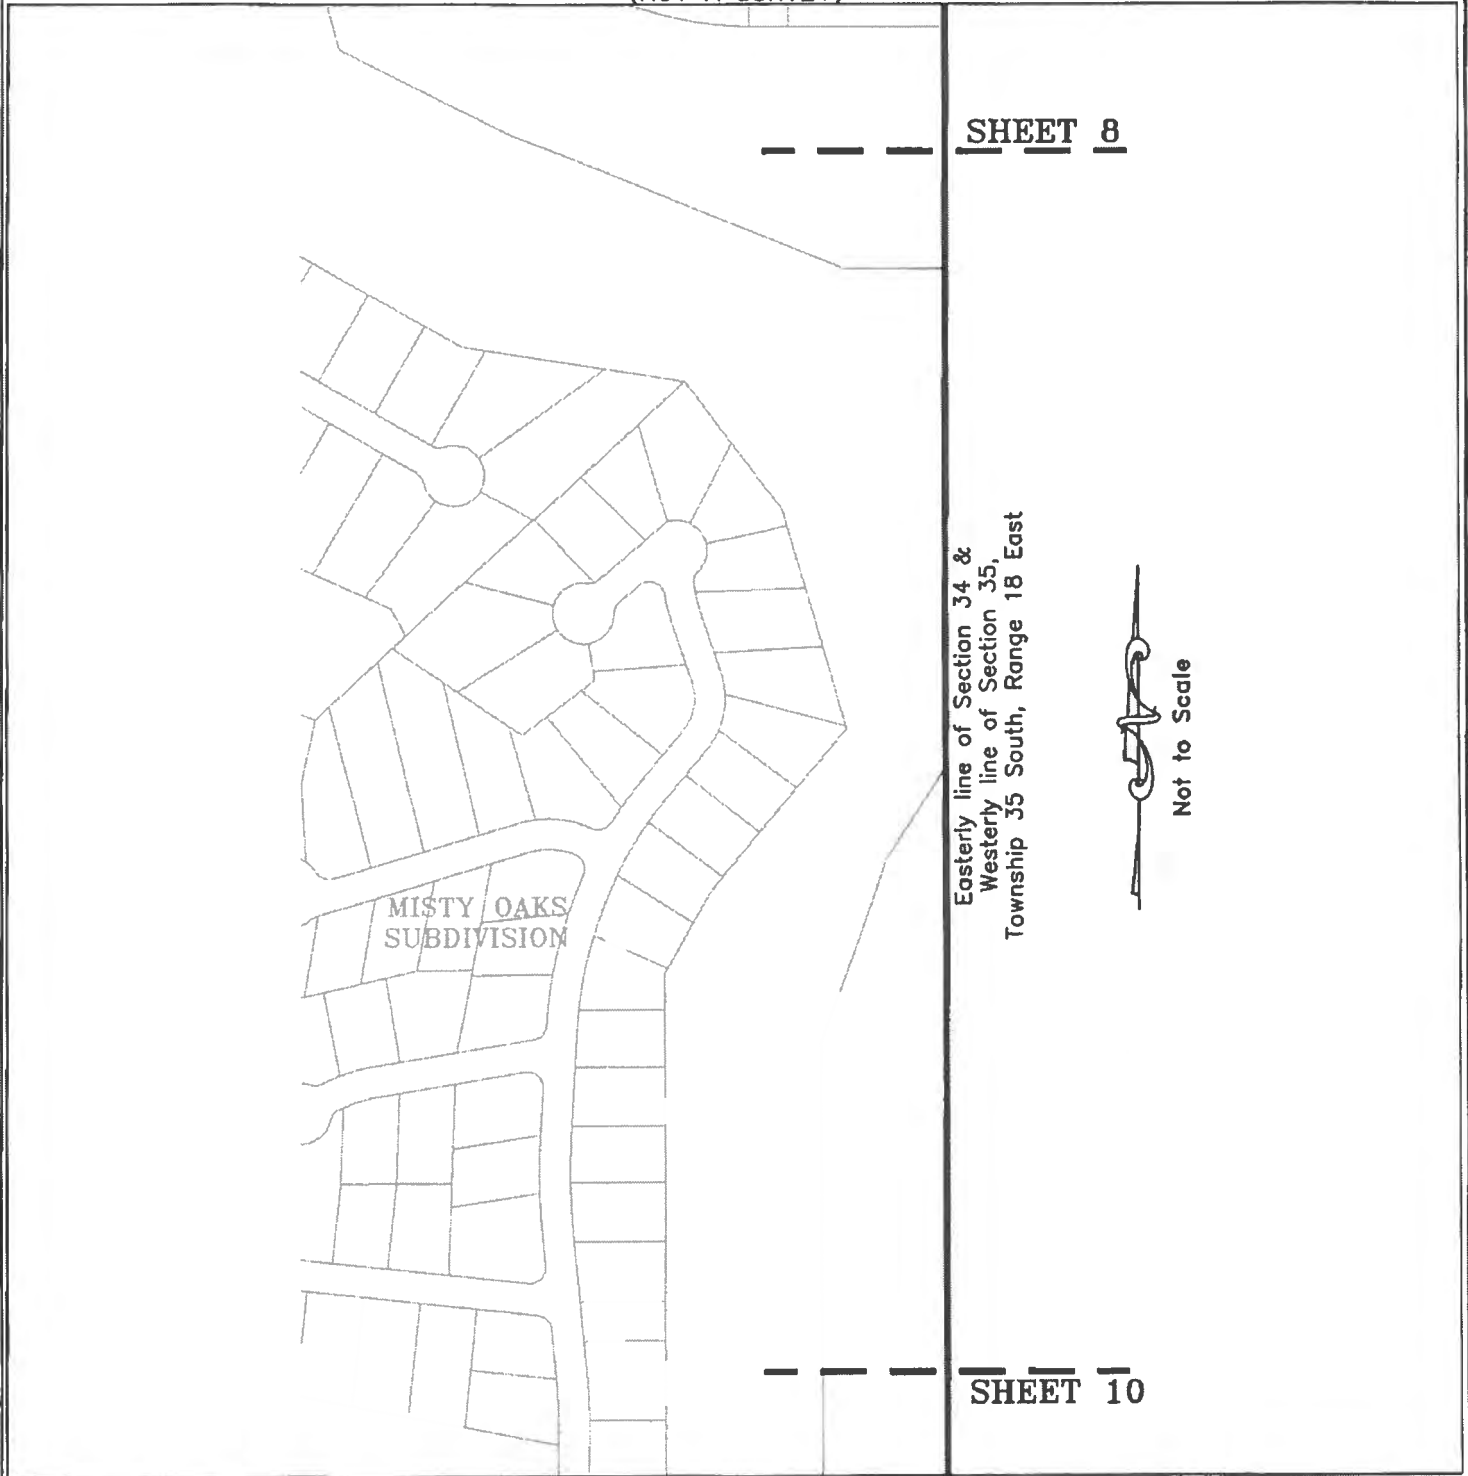 SHEET 8
Easterly line of Section 34 &
Westerly line of Section 35,
Township 35 South, Range 18 East
Not to Scale
MISTY OAKS
SUBDIVISION
SHEET 10